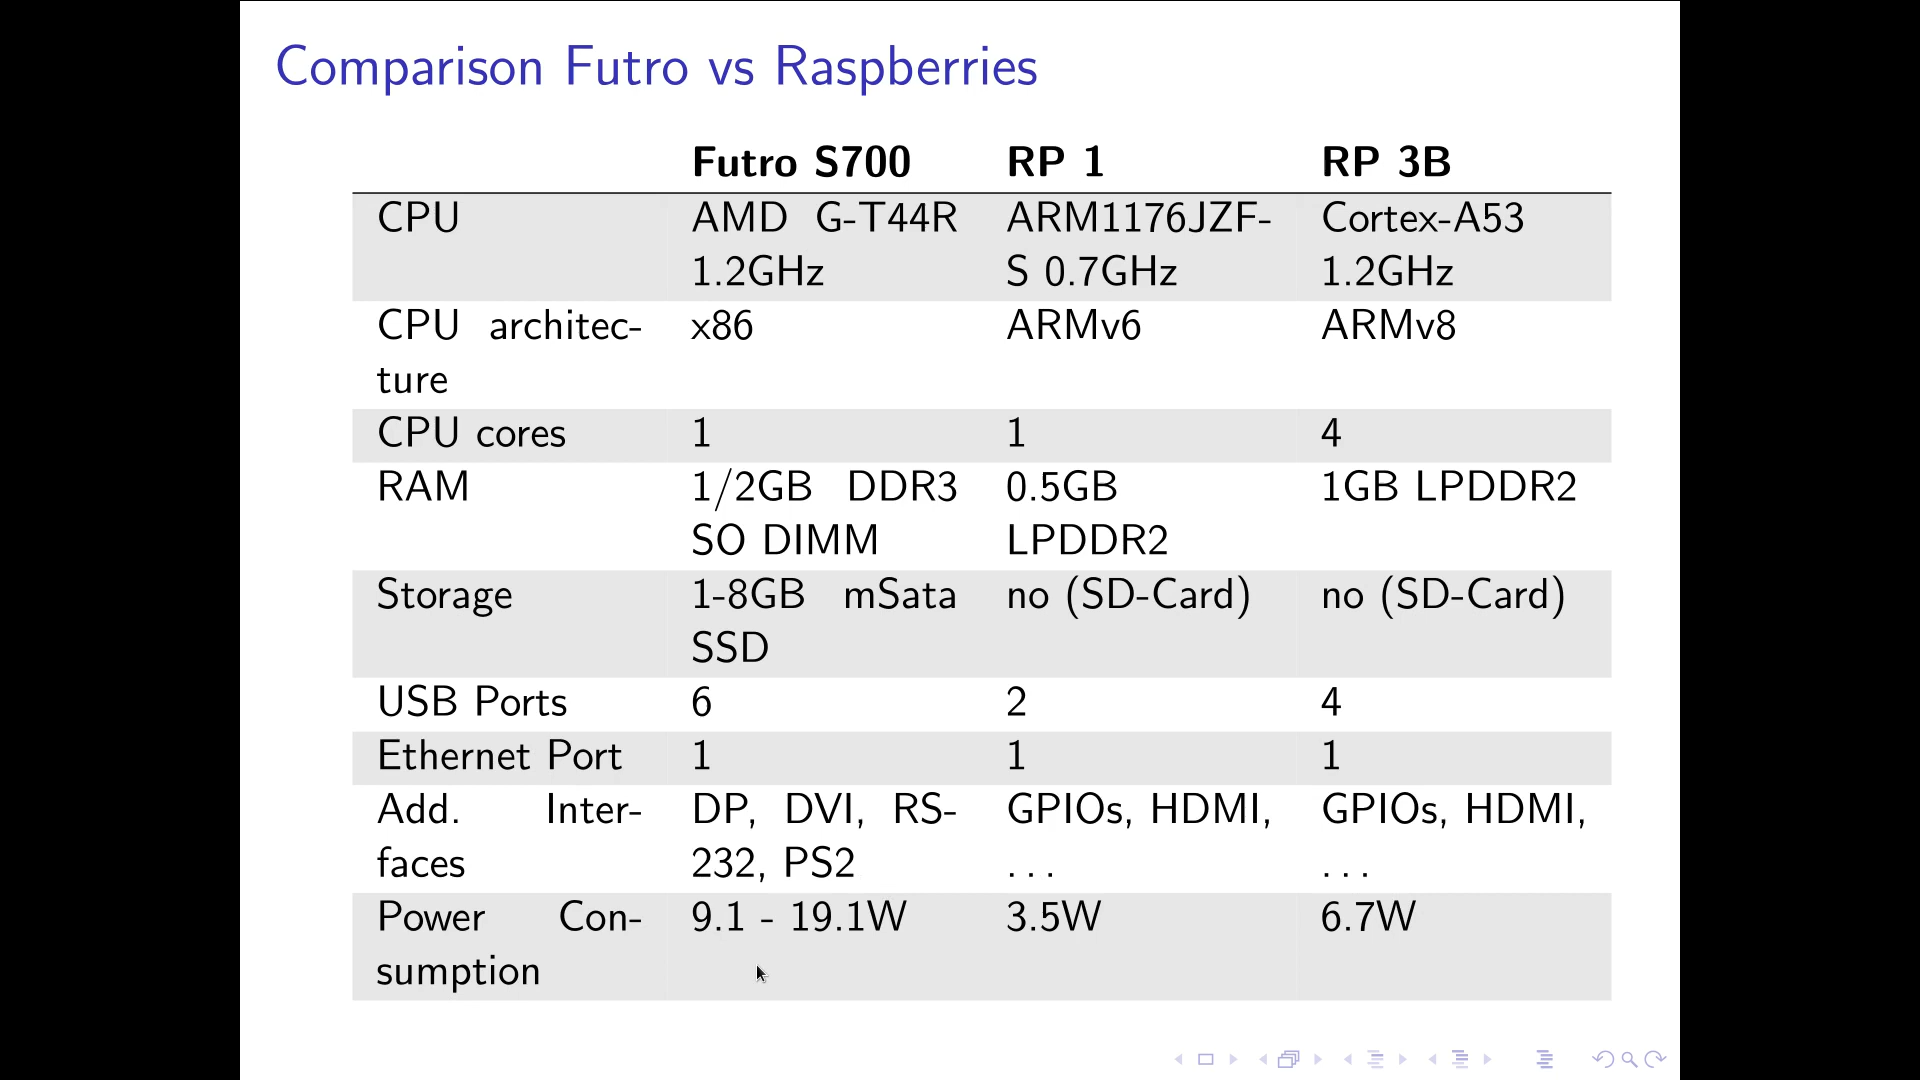 Comparison Futro vs Raspberries
Futro S700 RP 1 RP 3B
CPU AMD G-T44R ARM1176JZF- Cortex-A53
1.2GHz S 0.7GHz 1.2GHz
CPU architec- x86 ARMv6 ARMv8
ture
CPU cores 1 1 4
RAM 1/2GB DDR3 0.5GB 1GB LPDDR2
SO DIMM LPDDR2
Storage 1-8GB mSata no (SD-Card) no (SD-Card)
SSD
USB Ports 6 2 4
Ethernet Port 1 1 1
Add. Inter- DP, DVI, RS- GPIOs, HDMI, GPIOs, HDMI,
faces 232, PS2 . . . . . .
Power Con- 9.1 - 19.1W 3.5W 6.7W
sumption